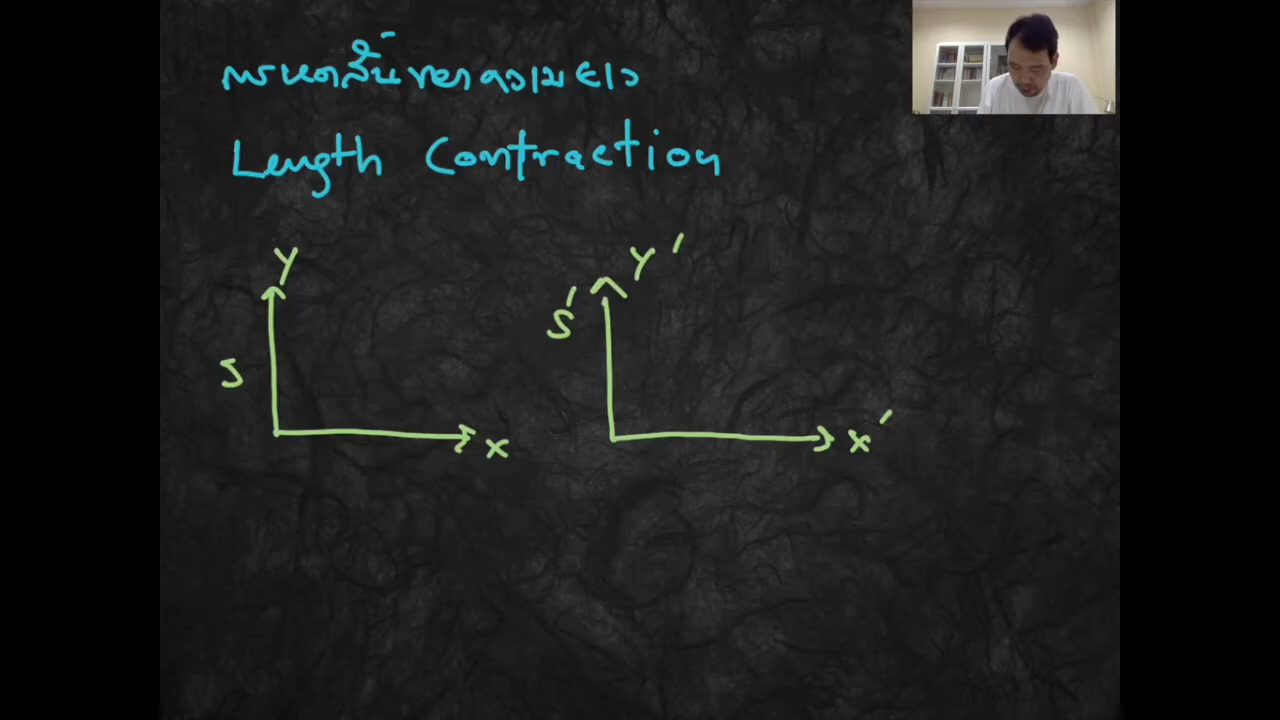 การหดสั้นของความยาว
Length Contraction
y
y'
s'
s
x
x'